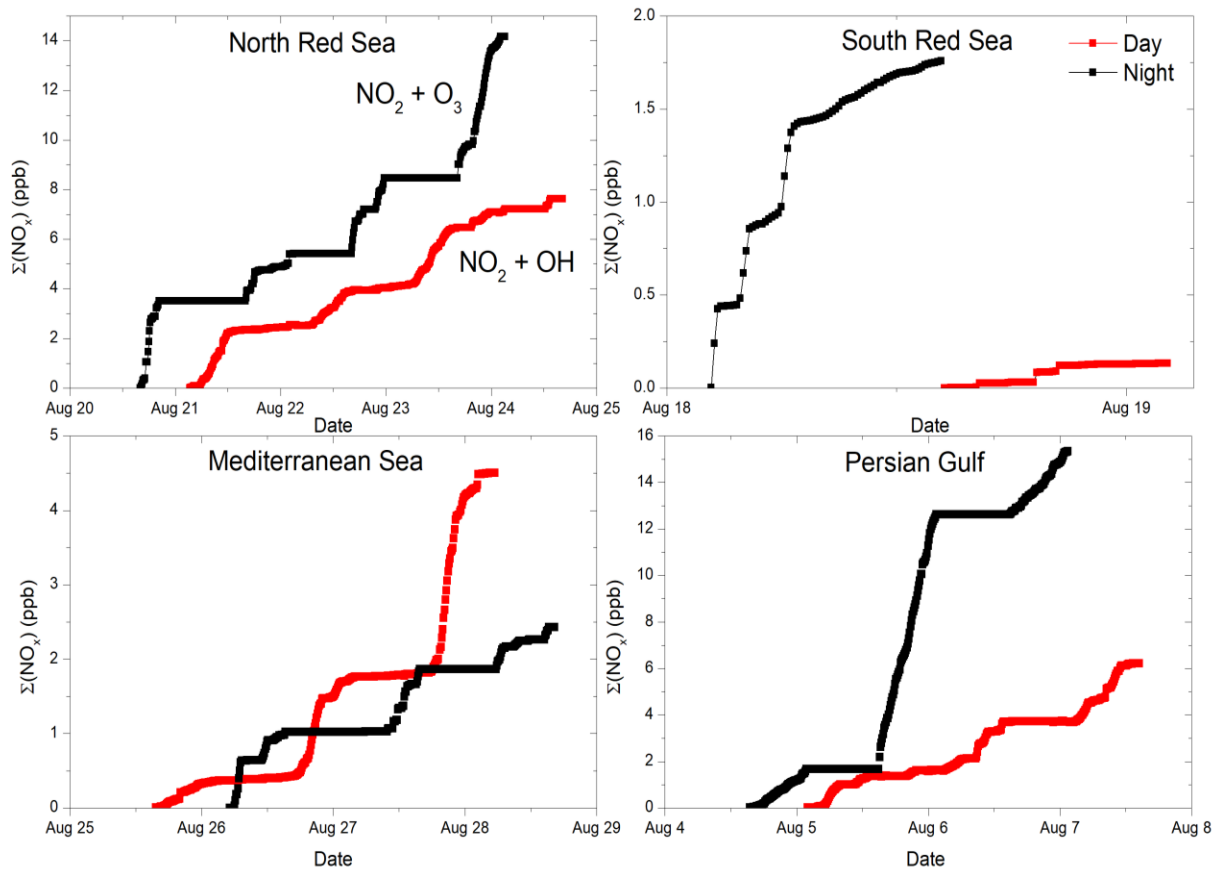 North Red Sea
NO2 + O3
NO2 + OH
Σ(NOx) (ppb)
14
12
10
8
6
4
2
0
Aug 20 Aug 21 Aug 22 Aug 23 Aug 24 Aug 25
Date
South Red Sea
Day
Night
Σ(NOx) (ppb)
2.0
1.5
1.0
0.5
0.0
Aug 18 Aug 19
Date
Mediterranean Sea
Σ(NOx) (ppb)
5
4
3
2
1
0
Aug 25 Aug 26 Aug 27 Aug 28 Aug 29
Date
Persian Gulf
Σ(NOx) (ppb)
16
14
12
10
8
6
4
2
0
Aug 4 Aug 5 Aug 6 Aug 7 Aug 8
Date